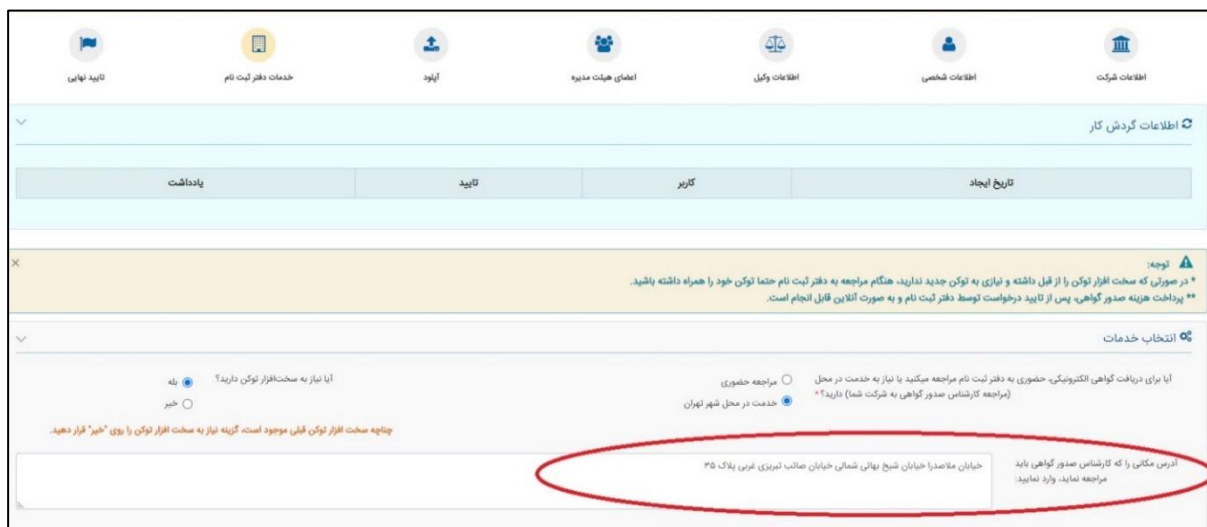 اطلاعات شرکت
اطلاعات شخصی
اطلاعات وکیل
اعضای هیئت مدیره
آپلود
خدمات دفتر ثبت نام
تایید نهایی
اطلاعات گردش کار
تاریخ ایجاد
کاربر
تایید
یادداشت
توجه:
* در صورتی که سخت افزار توکن را از قبل داشته و نیازی به توکن جدید ندارید، هنگام مراجعه به دفتر ثبت نام حتما توکن خود را همراه داشته باشید.
** پرداخت هزینه صدور گواهی، پس از تایید درخواست توسط دفتر ثبت نام و به صورت آنلاین قابل انجام است.
انتخاب خدمات
آیا برای دریافت گواهی الکترونیکی، حضوری به دفتر ثبت نام مراجعه میکنید یا نیاز به خدمت در محل
(مراجعه کارشناس صدور گواهی به شرکت شما) دارید؟*
مراجعه حضوری
خدمت در محل شهر تهران
آیا نیاز به سخت‌افزار توکن دارید؟
بله
خیر
چنانچه سخت افزار توکن قبلی موجود است، گزینه نیاز به سخت افزار توکن را روی "خیر" قرار دهید.
آدرس مکانی را که کارشناس صدور گواهی باید
مراجعه نماید، وارد نمایید:
خیابان ملاصدرا خیابان شیخ بهائی شمالی خیابان صائب تبریزی غربی پلاک ۳۵